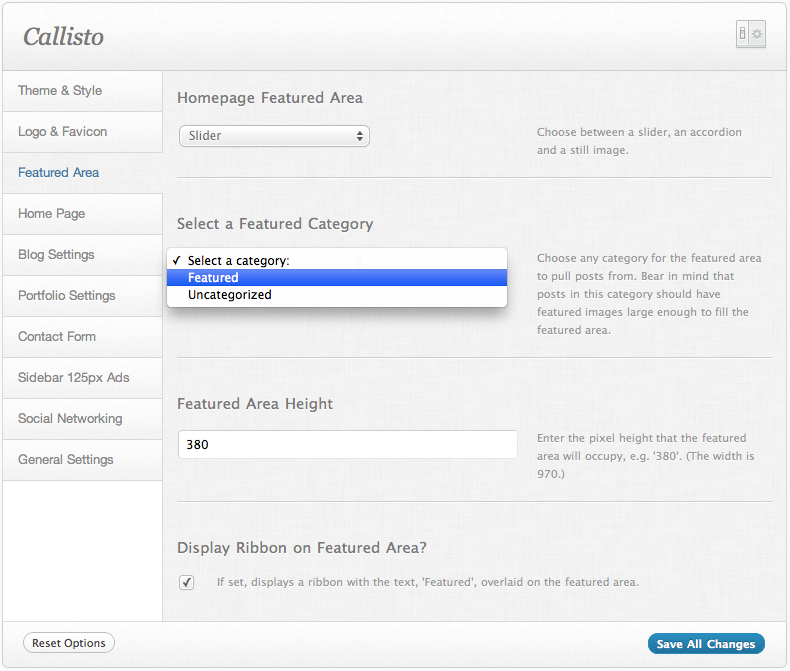 Callisto
Theme & Style
Logo & Favicon
Featured Area
Home Page
Blog Settings
Portfolio Settings
Contact Form
Sidebar 125px Ads
Social Networking
General Settings
Homepage Featured Area
Slider
Choose between a slider, an accordion
and a still image.
Select a Featured Category
✓ Select a category:
Featured
Uncategorized
Choose any category for the featured area
to pull posts from. Bear in mind that
posts in this category should have
featured images large enough to fill the
featured area.
Featured Area Height
380
Enter the pixel height that the featured
area will occupy, e.g. '380'. (The width is
970.)
Display Ribbon on Featured Area?
If set, displays a ribbon with the text, 'Featured', overlaid on the featured area.
Reset Options
Save All Changes